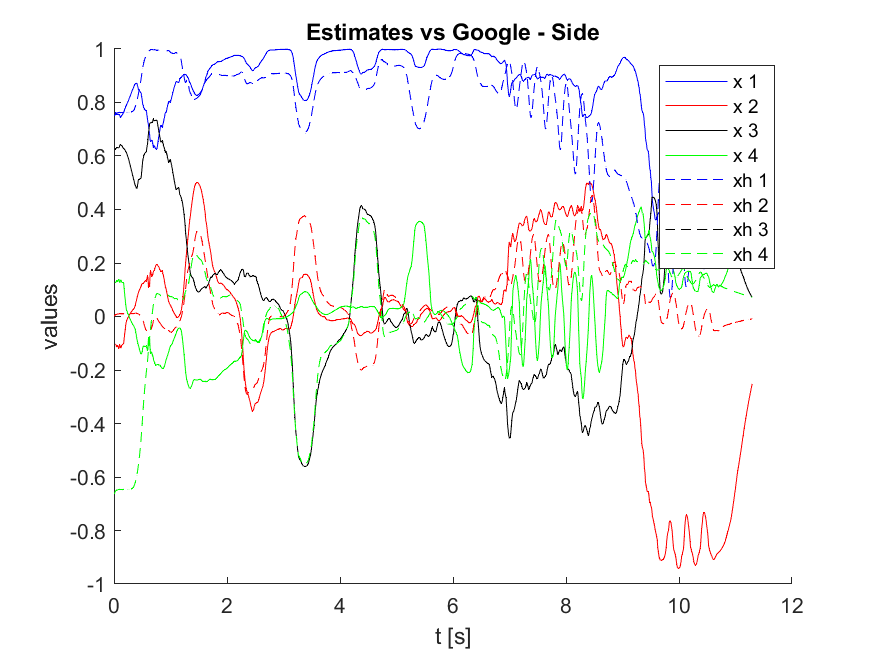 Estimates vs Google - Side
1
0.8
0.6
0.4
0.2
0
-0.2
-0.4
-0.6
-0.8
-1
values
x 1
x 2
x 3
x 4
xh 1
xh 2
xh 3
xh 4
0 2 4 6 8 10 12
t [s]